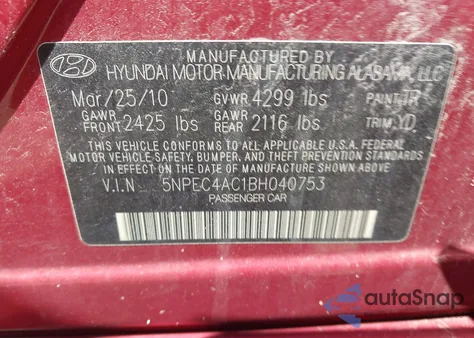 MANUFACTURED BY
HYUNDAI MOTOR MANUFACTURING ALABAMA, LLC
Mar/25/10 GVWR 4299 lbs PAINT TR
GAWR FRONT 2425 lbs GAWR REAR 2116 lbs TRIM YD
THIS VEHICLE CONFORMS TO ALL APPLICABLE U.S.A. FEDERAL
MOTOR VEHICLE SAFETY, BUMPER, AND THEFT PREVENTION
STANDARDS IN EFFECT ON THE DATE OF MANUFACTURE SHOWN
ABOVE.
V.I.N 5NPEC4AC1BH040753
PASSENGER CAR
autoSnap